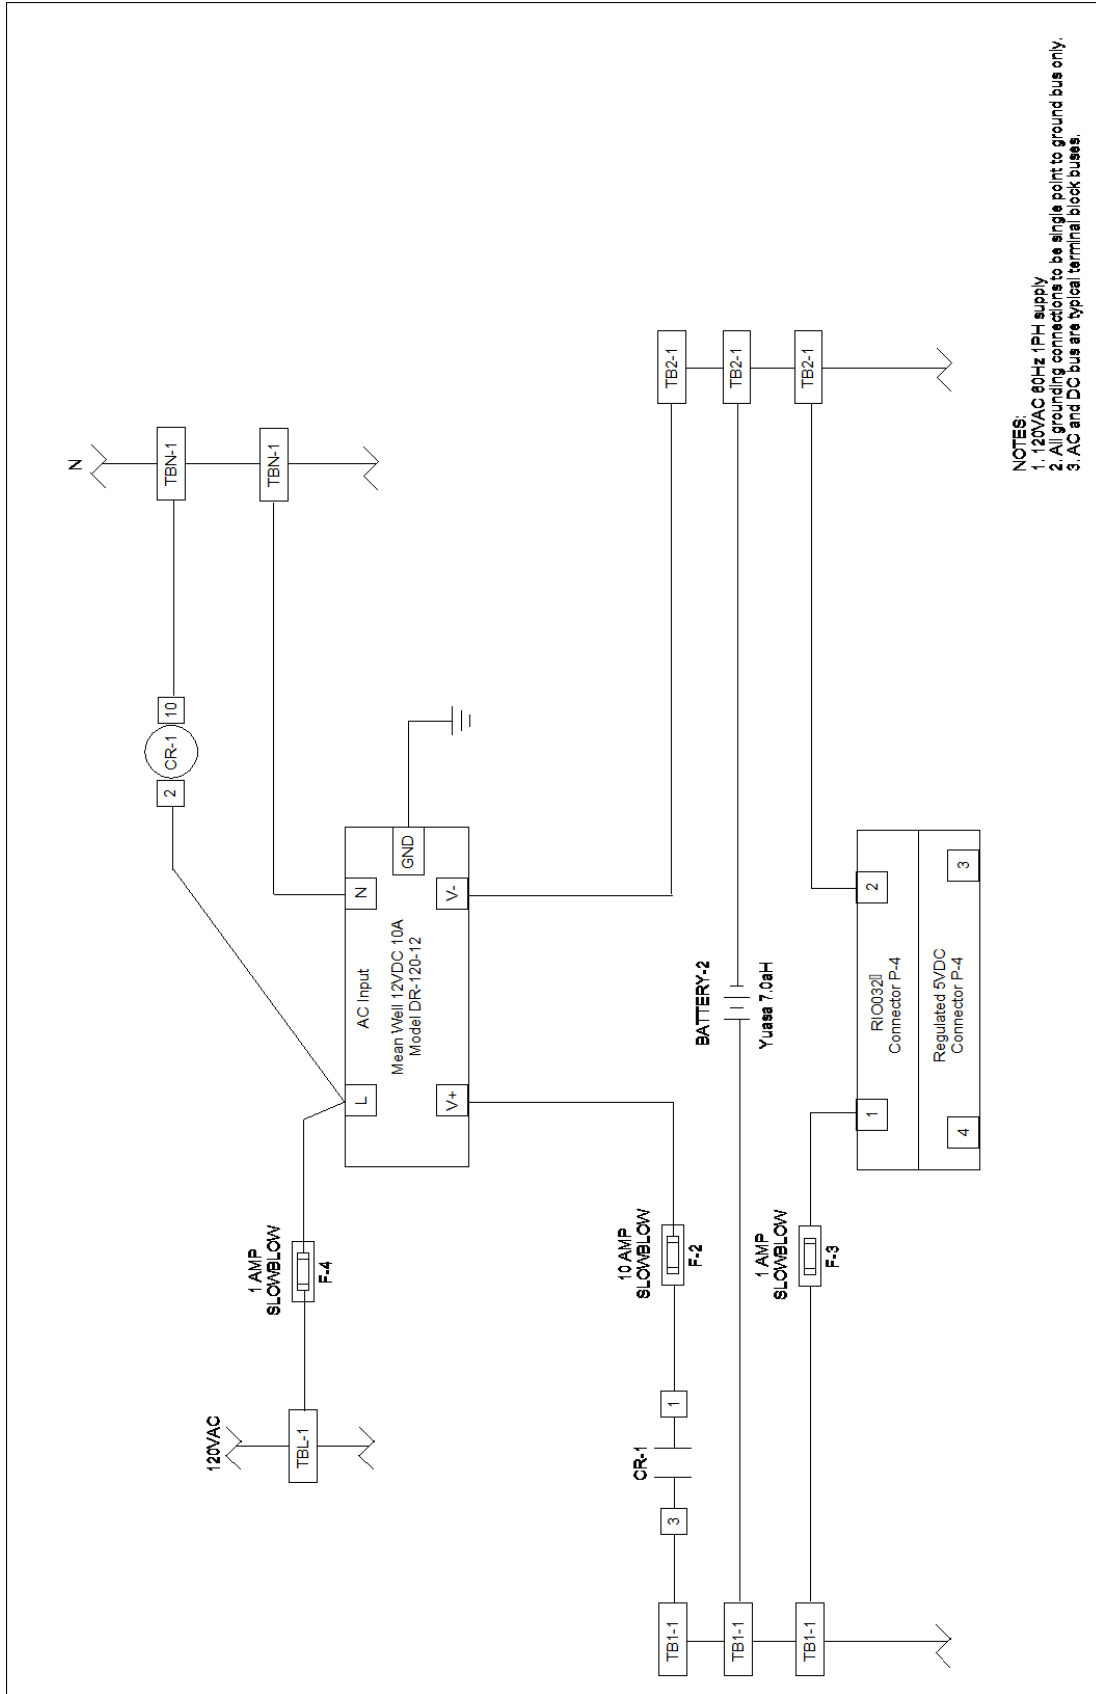 N
CR-1
2
10
TBN-1
TBN-1
120VAC
TBL-1
1 AMP
SLOWBLOW
F-4
L
AC Input
N
GND
Mean Well 12VDC 10A
Model DR-120-12
V+
V-
CR-1
3
1
10 AMP
SLOWBLOW
F-2
TB1-1
TB2-1
BATTERY-2
Yuasa 7.0aH
TB1-1
TB2-1
1 AMP
SLOWBLOW
F-3
TB1-1
TB2-1
1
RIO032
Connector P-4
2
4
Regulated 5VDC
Connector P-4
3
NOTES:
1. 120VAC 60Hz 1PH supply
2. All grounding connections to be single point to ground bus only.
3. AC and DC bus are typical terminal block buses.